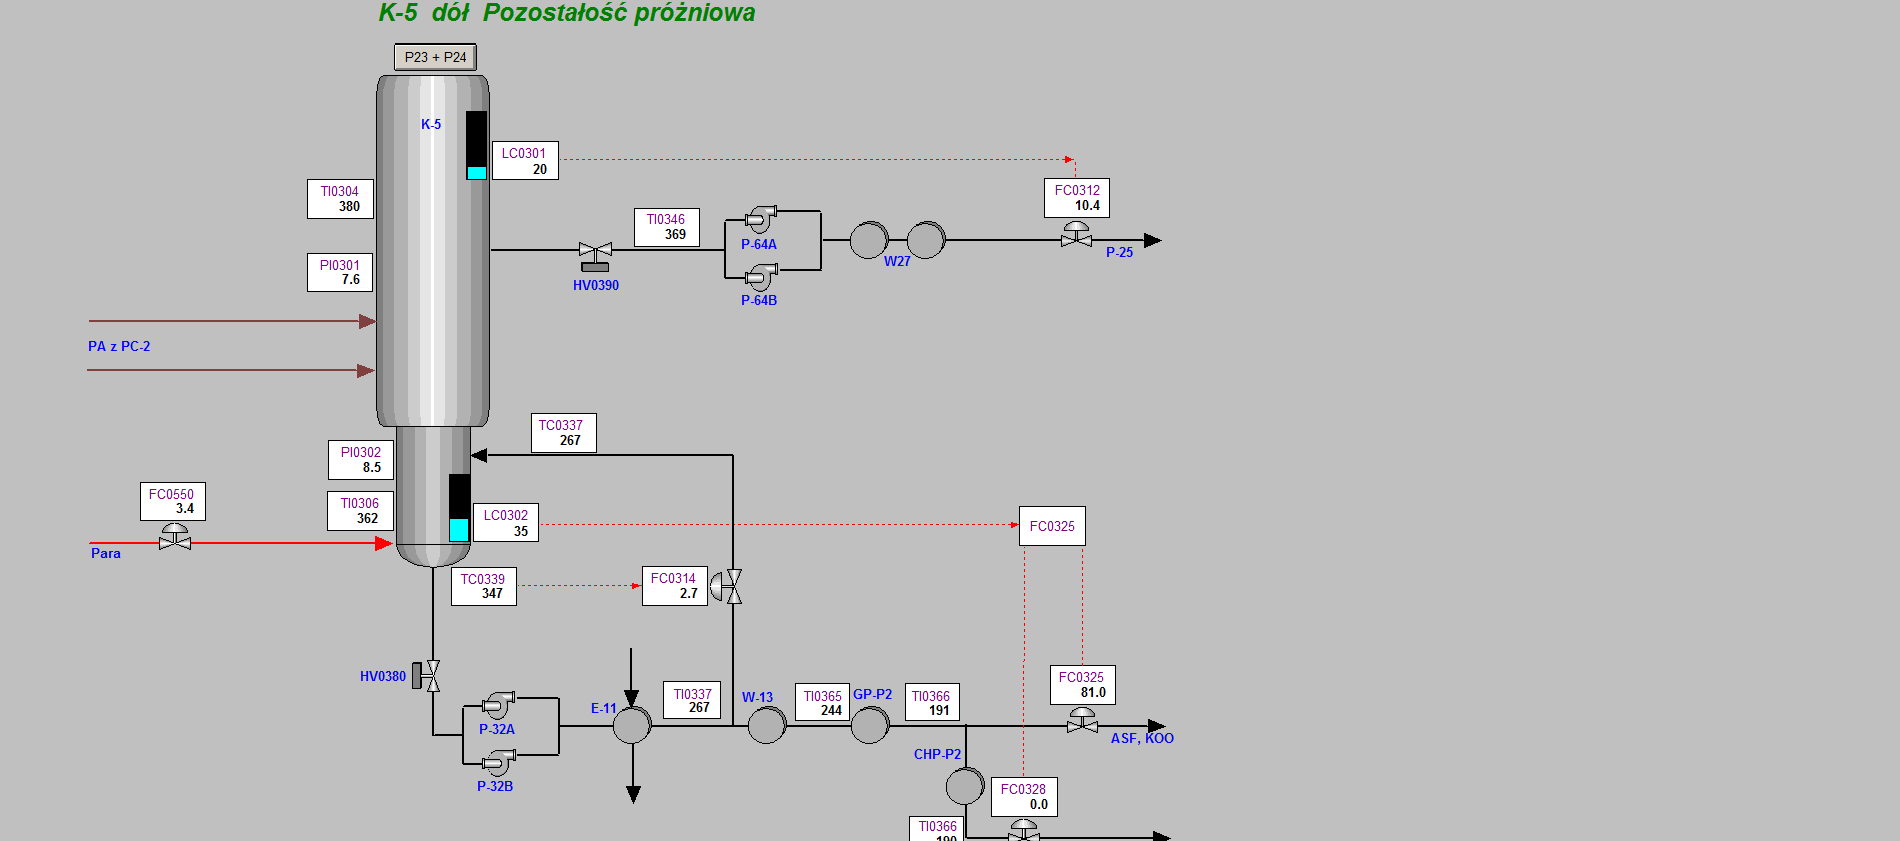 K-5 dół Pozostałość próżniowa
P23 + P24
K-5
LC0301
20
TI0304
380
FC0312
10.4
TI0346
369
P-64A
P-25
W27
PI0301
7.6
HV0390
P-64B
PA z PC-2
TC0337
267
PI0302
8.5
FC0550
3.4
TI0306
362
LC0302
35
FC0325
Para
TC0339
347
FC0314
2.7
HV0380
FC0325
81.0
TI0337
267
W-13
TI0365
244
GP-P2
TI0366
191
E-11
P-32A
ASF, KOO
CHP-P2
P-32B
FC0328
0.0
TI0366
190